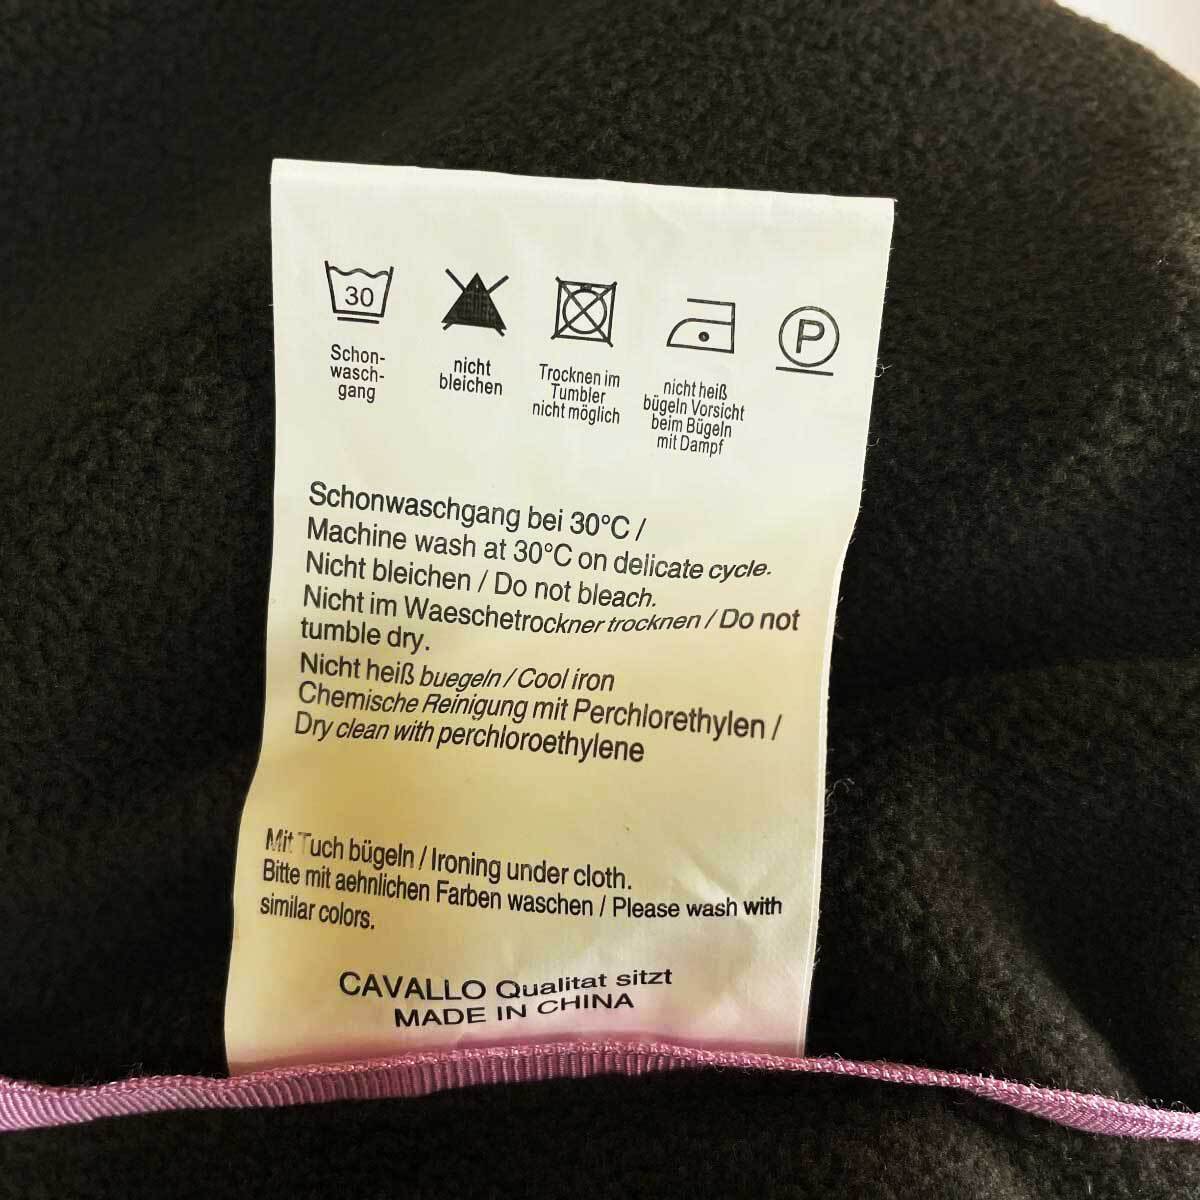 30
Schon-
wasch-
gang
nicht
bleichen
Trocknen im
Tumbler
nicht möglich
nicht heiß
bügeln Vorsicht
beim Bügeln
mit Dampf
P
Schonwaschgang bei 30°C /
Machine wash at 30°C on delicate cycle.
Nicht bleichen / Do not bleach.
Nicht im Waeschetrockner trocknen / Do not
tumble dry.
Nicht heiß buegeln / Cool iron
Chemische Reinigung mit Perchlorethylen /
Dry clean with perchloroethylene
Mit Tuch bügeln / Ironing under cloth.
Bitte mit aehnlichen Farben waschen / Please wash with
similar colors.
CAVALLO Qualitat sitzt
MADE IN CHINA